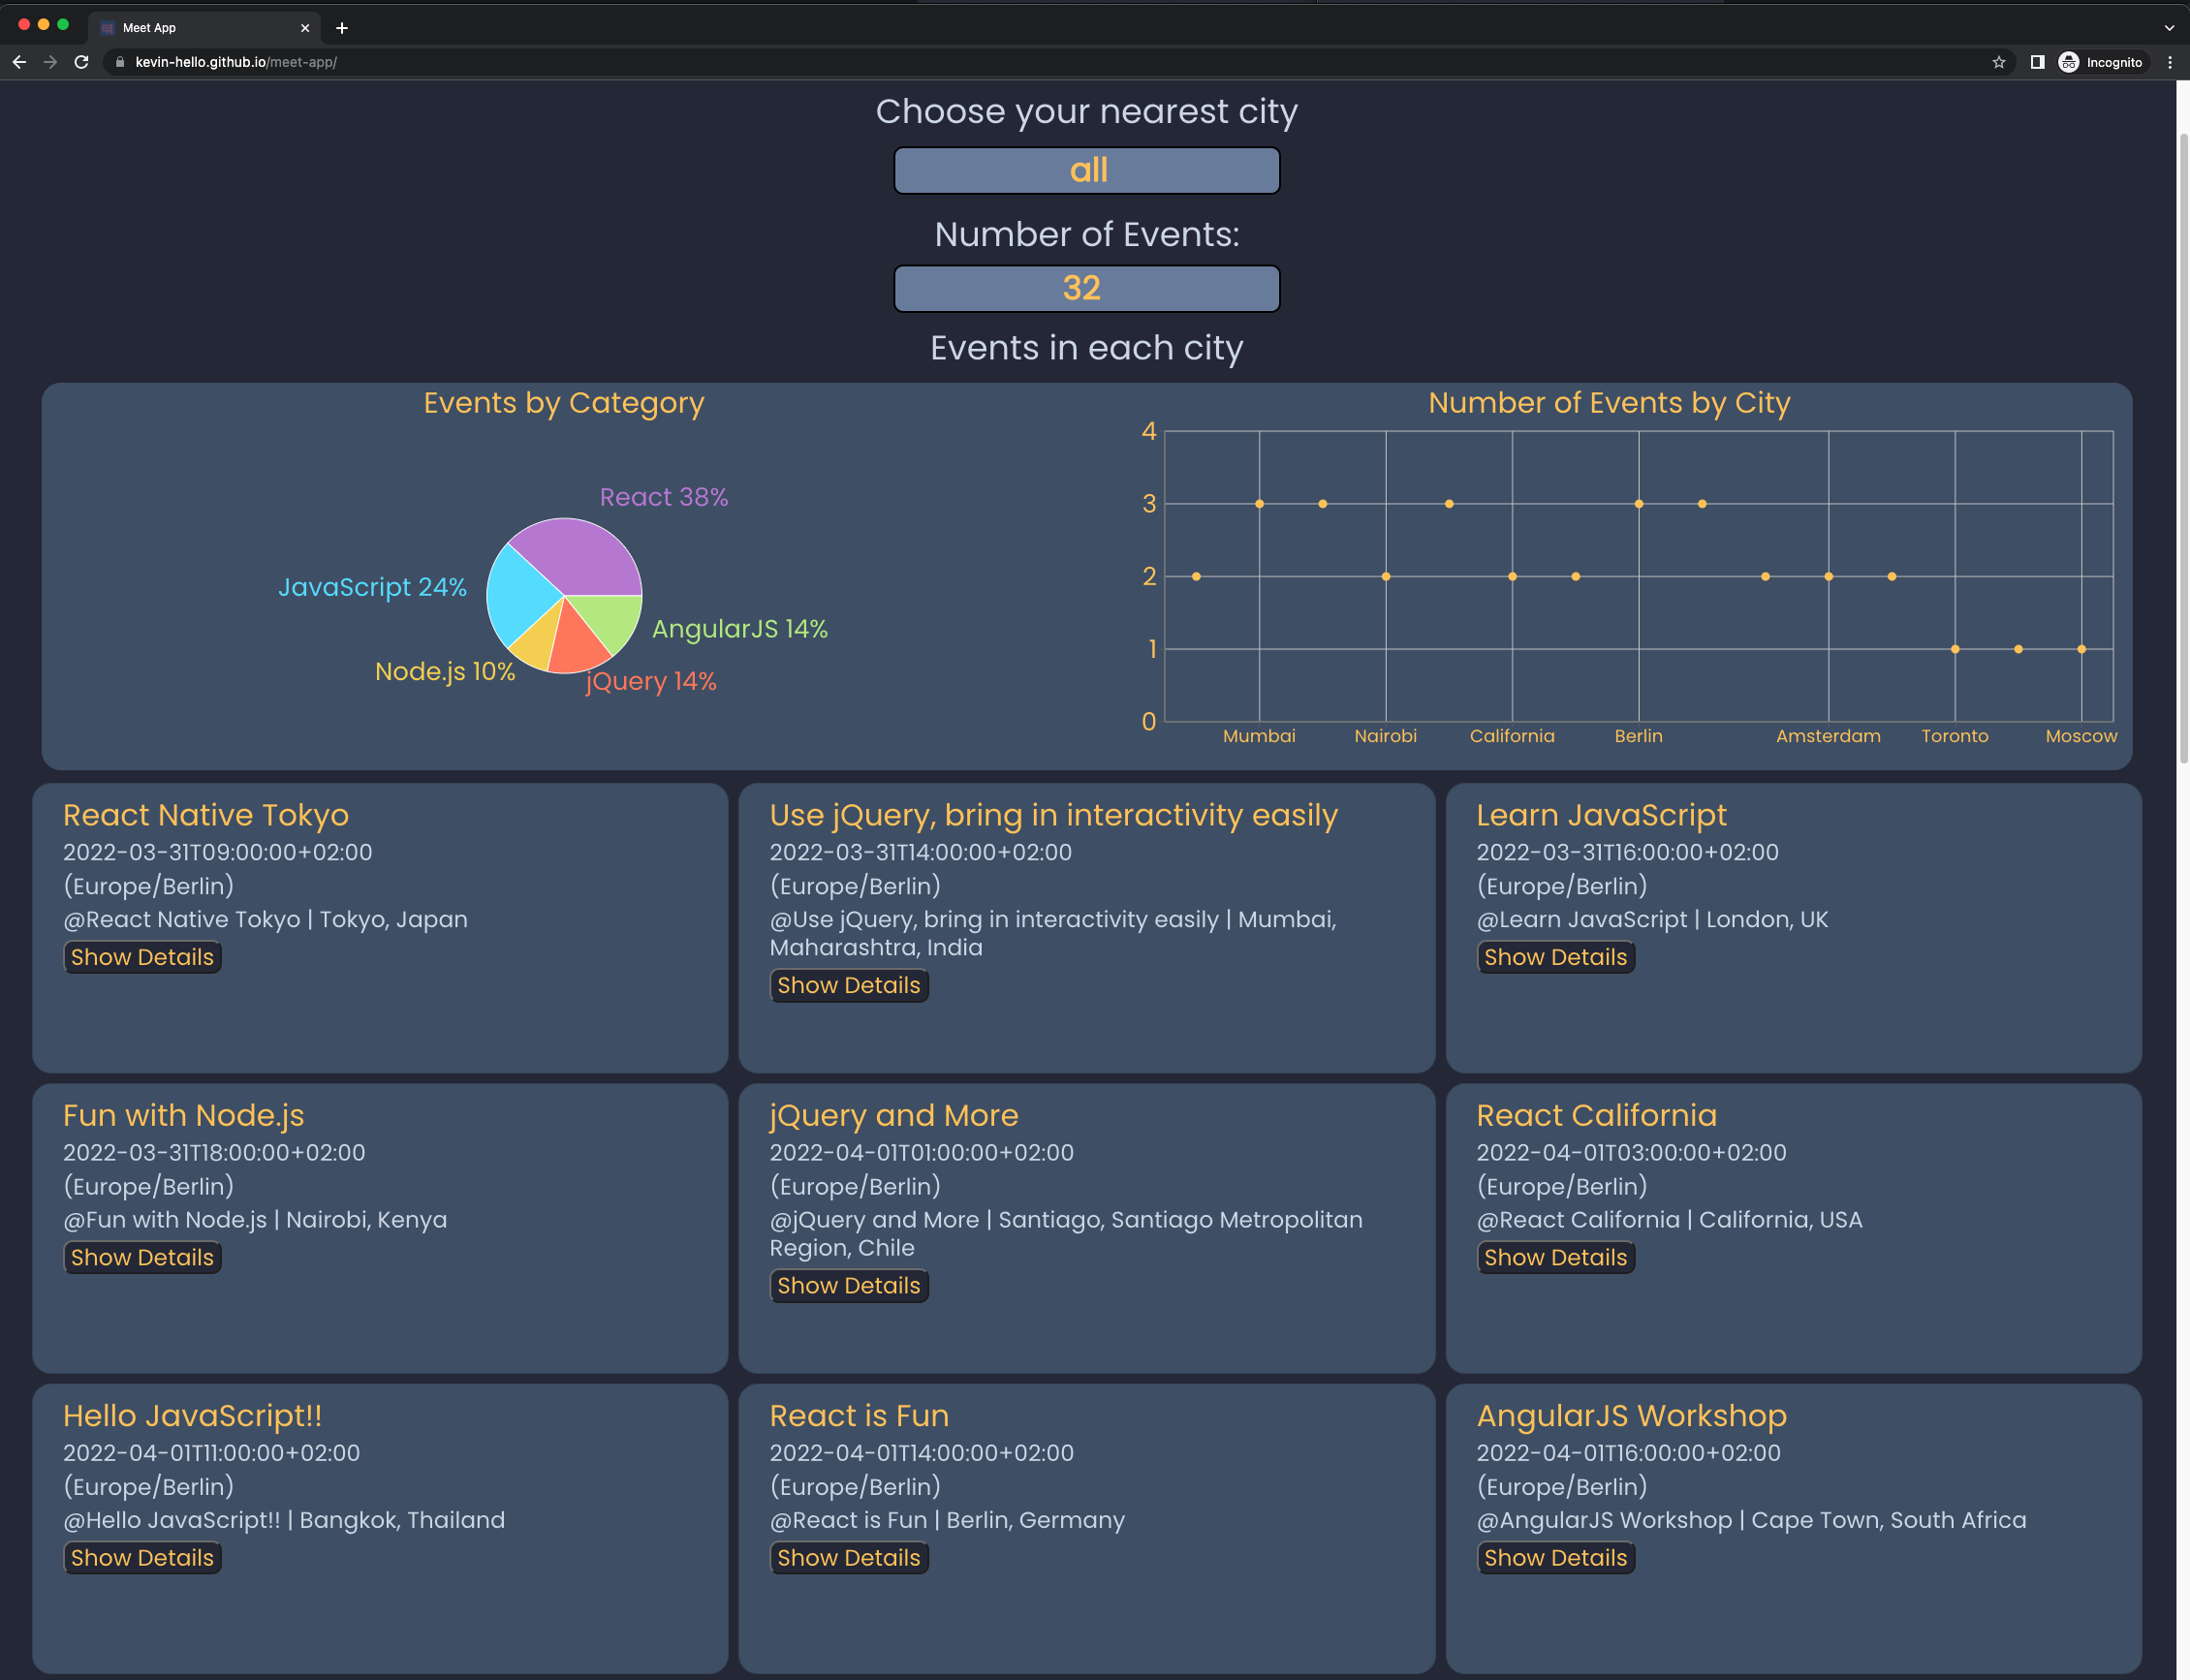 Meet App
kevin-hello.github.io/meet-app/
Incognito
Choose your nearest city
all
Number of Events:
32
Events in each city
Events by Category
React 38%
JavaScript 24%
AngularJS 14%
Node.js 10%
jQuery 14%
Number of Events by City
4
3
2
1
0
Mumbai Nairobi California Berlin Amsterdam Toronto Moscow
React Native Tokyo
2022-03-31T09:00:00+02:00
(Europe/Berlin)
@React Native Tokyo | Tokyo, Japan
Show Details
Use jQuery, bring in interactivity easily
2022-03-31T14:00:00+02:00
(Europe/Berlin)
@Use jQuery, bring in interactivity easily | Mumbai,
Maharashtra, India
Show Details
Learn JavaScript
2022-03-31T16:00:00+02:00
(Europe/Berlin)
@Learn JavaScript | London, UK
Show Details
Fun with Node.js
2022-03-31T18:00:00+02:00
(Europe/Berlin)
@Fun with Node.js | Nairobi, Kenya
Show Details
jQuery and More
2022-04-01T01:00:00+02:00
(Europe/Berlin)
@jQuery and More | Santiago, Santiago Metropolitan
Region, Chile
Show Details
React California
2022-04-01T03:00:00+02:00
(Europe/Berlin)
@React California | California, USA
Show Details
Hello JavaScript!!
2022-04-01T11:00:00+02:00
(Europe/Berlin)
@Hello JavaScript!! | Bangkok, Thailand
Show Details
React is Fun
2022-04-01T14:00:00+02:00
(Europe/Berlin)
@React is Fun | Berlin, Germany
Show Details
AngularJS Workshop
2022-04-01T16:00:00+02:00
(Europe/Berlin)
@AngularJS Workshop | Cape Town, South Africa
Show Details